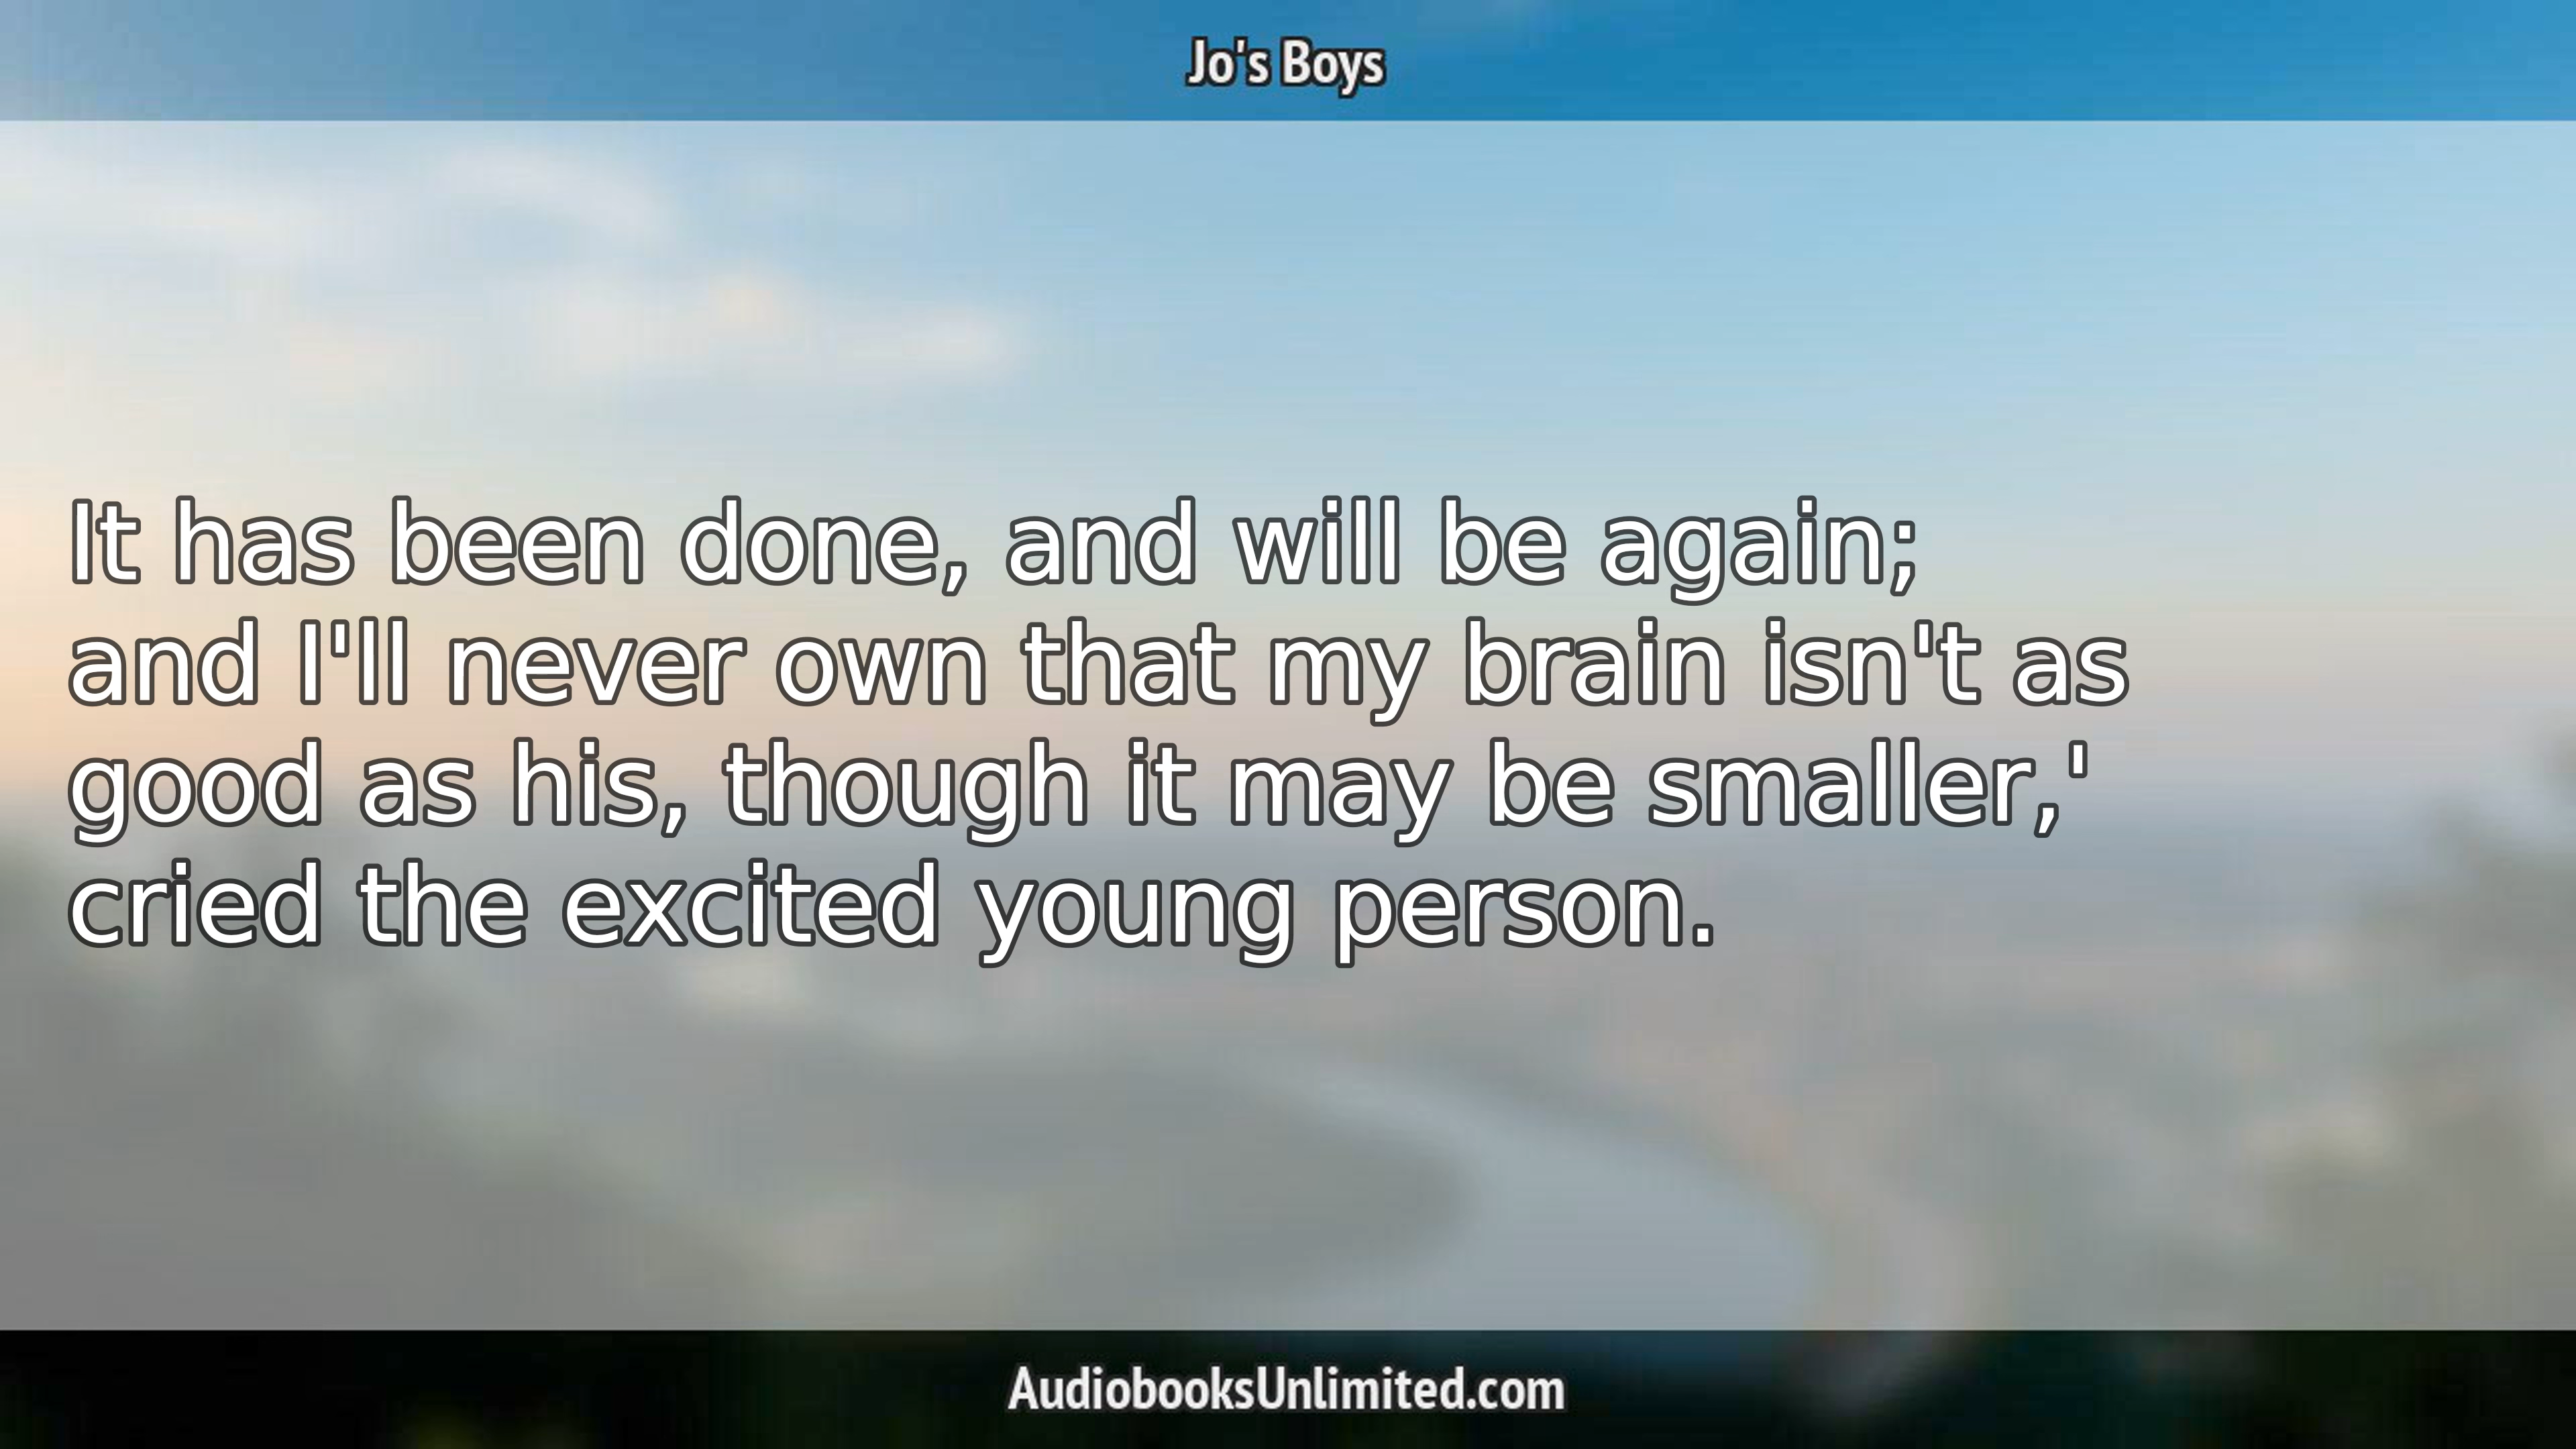 Jo's Boys
It has been done, and will be again;
and I'll never own that my brain isn't as
good as his, though it may be smaller,'
cried the excited young person.
AudiobooksUnlimited.com